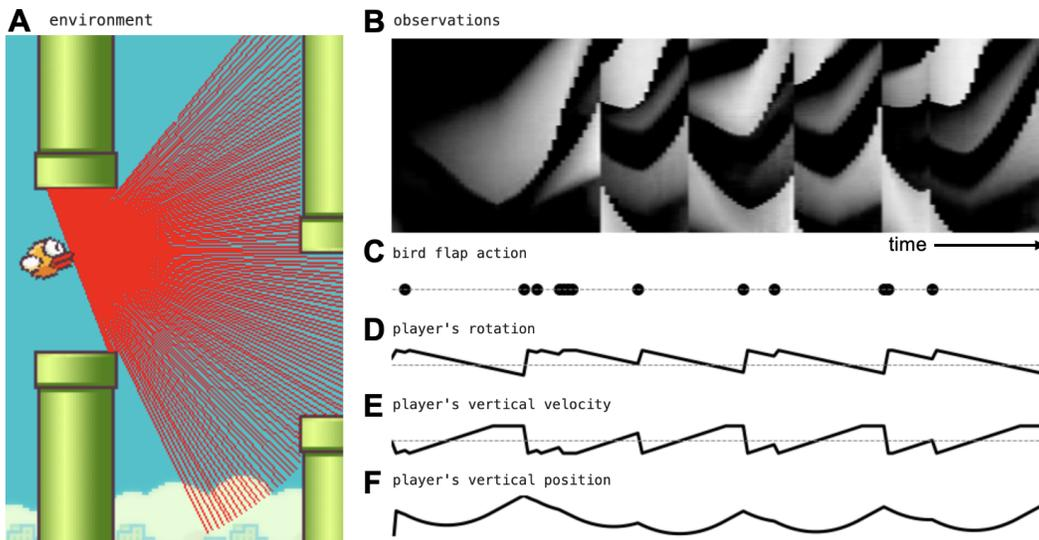 A environment
B observations
time
C bird flap action
D player's rotation
E player's vertical velocity
F player's vertical position